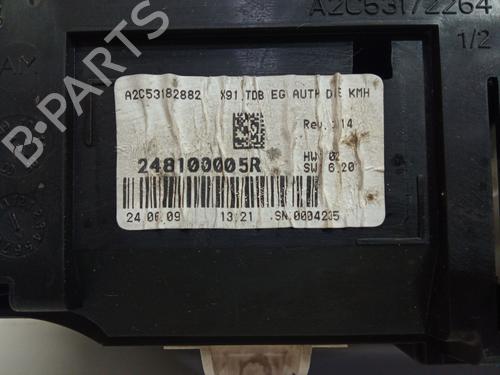 A2C53172264
1/2
A2C53182882 X91 TDB EG AUTH DIE KMH
Rev. :14
248100005R
HW 02
SW 6.20
24.06.09 13:21 .SN:0004235
B-PARTS